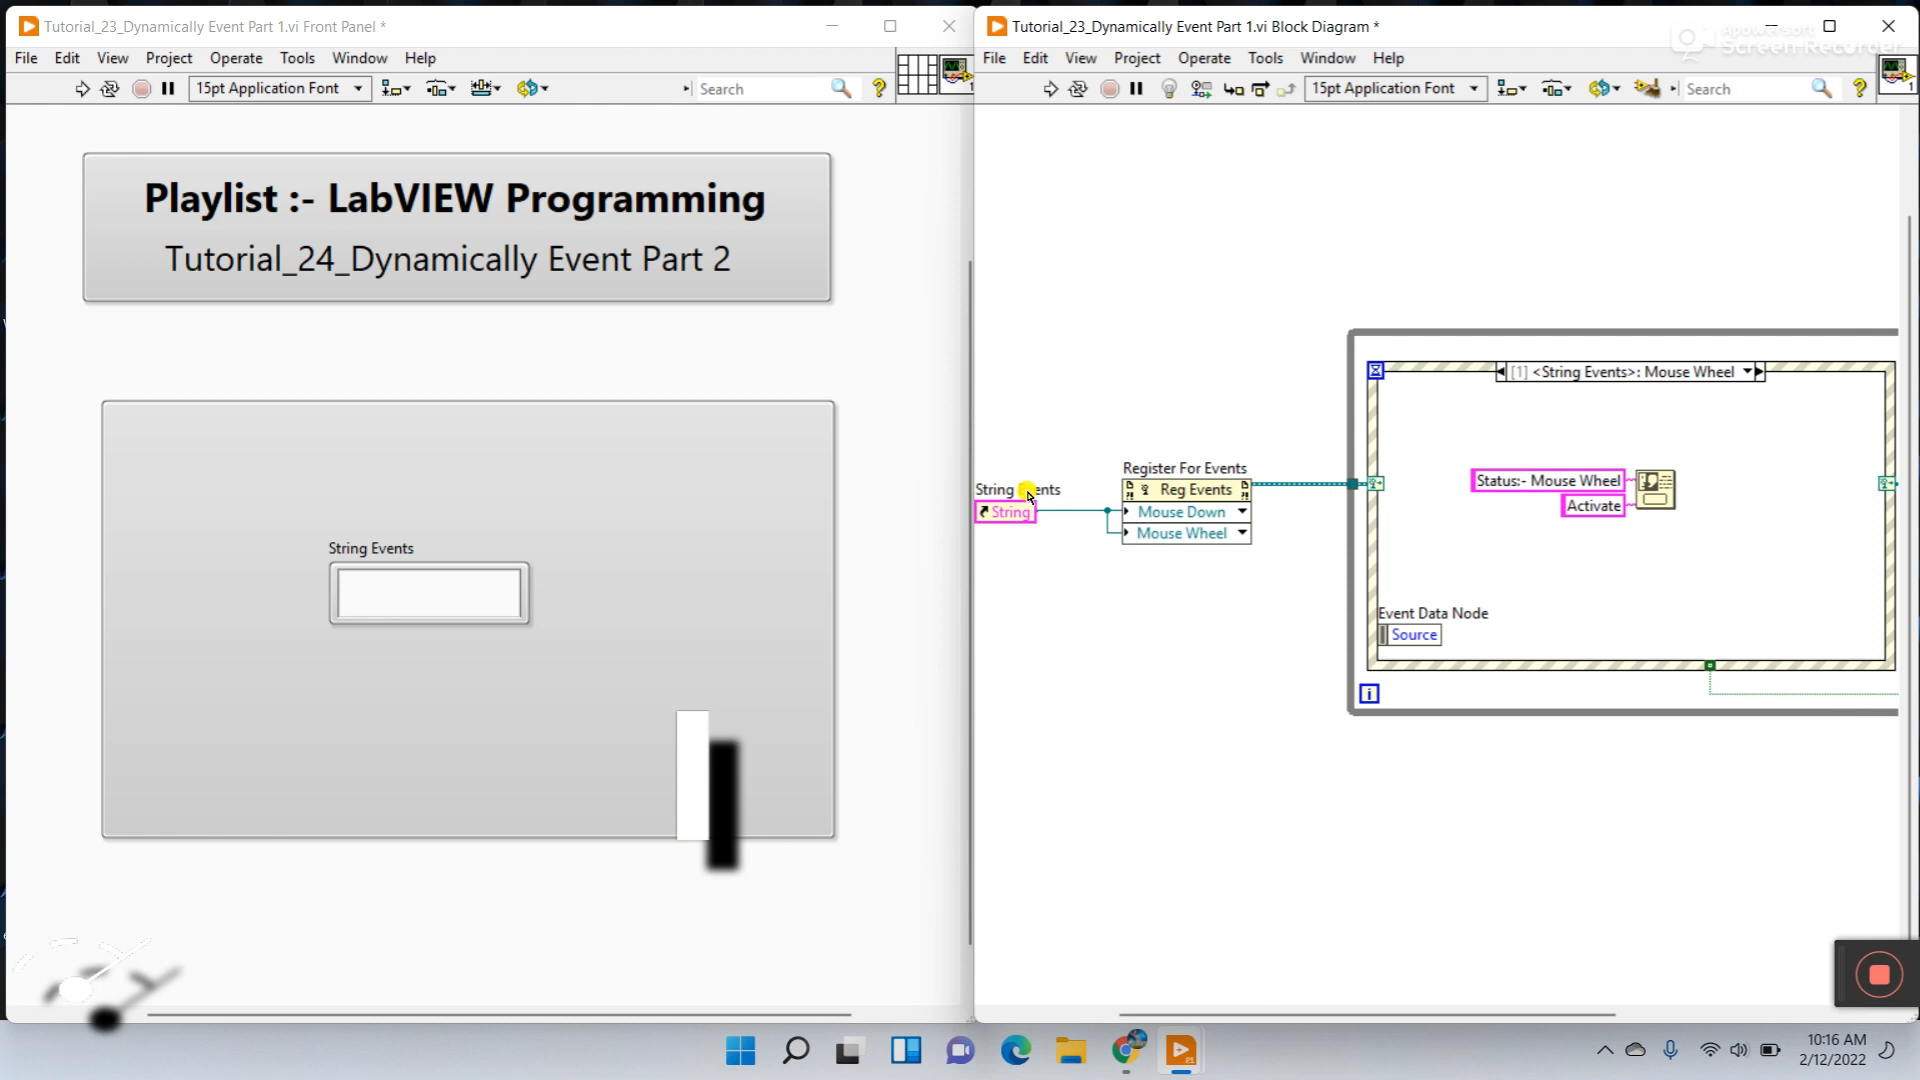 Tutorial_23_Dynamically Event Part 1.vi Front Panel *
File Edit View Project Operate Tools Window Help
15pt Application Font
Search
Playlist :- LabVIEW Programming
Tutorial_24_Dynamically Event Part 2
String Events
Tutorial_23_Dynamically Event Part 1.vi Block Diagram *
Apowersoft
Screen Recorder
File Edit View Project Operate Tools Window Help
15pt Application Font
Search
1
[1] <String Events>: Mouse Wheel
Register For Events
Reg Events
Mouse Down
Mouse Wheel
String
Status:- Mouse Wheel
Activate
Event Data Node
Source
i
10:16 AM
2/12/2022